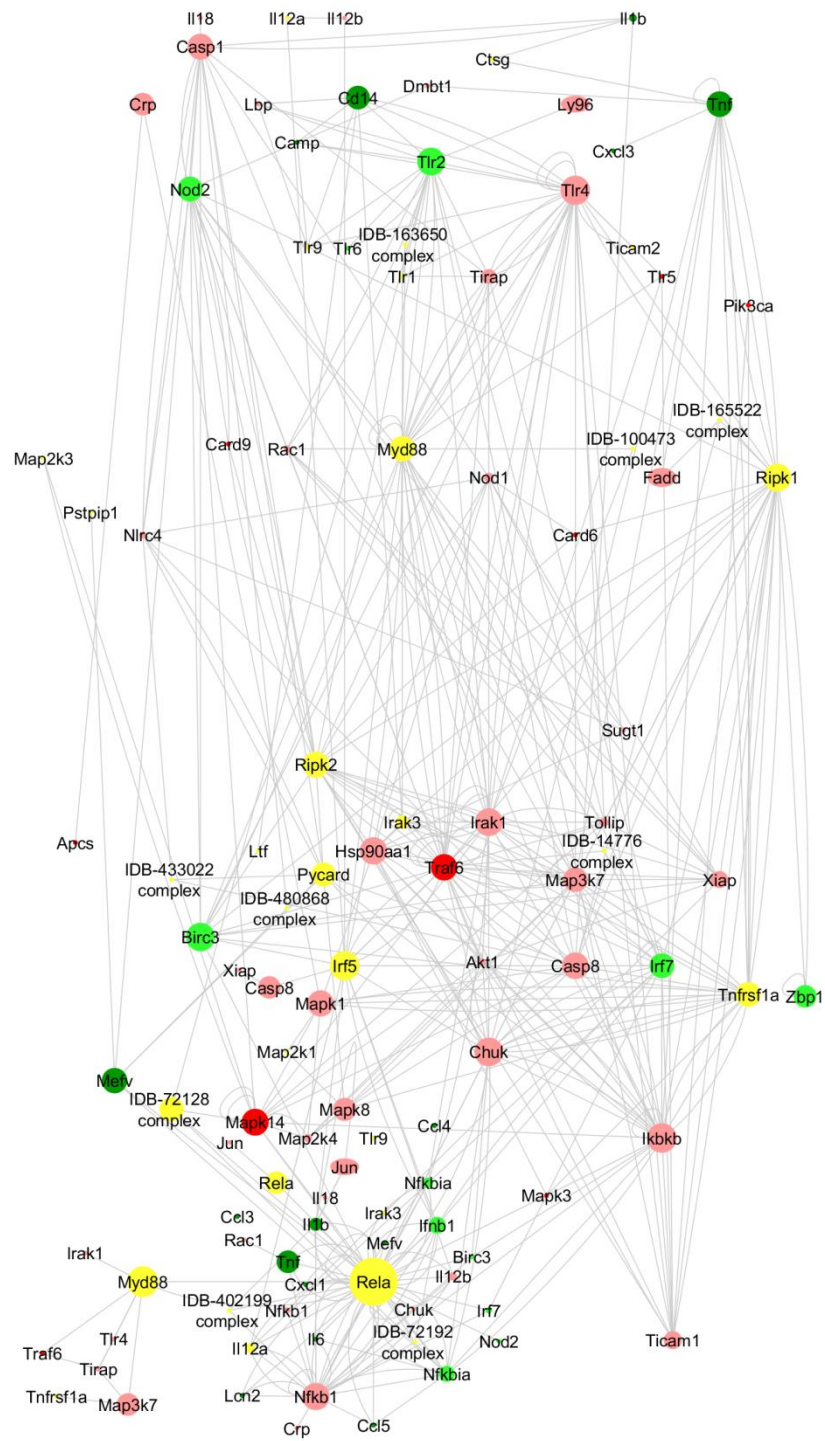 Il18
Il12a
Il12b
Il1b
Casp1
Ctsg
Dmbt1
Crp
Lbp
Cd14
Ly96
Tnf
Camp
Cxcl3
Nod2
Tlr2
Tlr4
Tlr9
Tlr6
IDB-163650
complex
Ticam2
Tlr1
Tirap
Tlr5
Pik3ca
IDB-165522
complex
Card9
Rac1
Myd88
IDB-100473
complex
Map2k3
Nod1
Fadd
Ripk1
Pstpip1
Nlrc4
Card6
Sugt1
Ripk2
Irak3
Irak1
Tollip
Apcs
Ltf
Hsp90aa1
IDB-14776
complex
IDB-433022
complex
Pycard
Traf6
Map3k7
Xiap
IDB-480868
complex
Birc3
Xiap
Irf5
Akt1
Casp8
Irf7
Casp8
Mapk1
Tnfrsf1a
Zbp1
Map2k1
Chuk
Mefv
IDB-72128
complex
Mapk14
Mapk8
Ccl4
Jun
Map2k4
Tlr9
Ikbkb
Jun
Rela
Nfkbia
Il18
Mapk3
Ccl3
Il1b
Irak3
Ifnb1
Rac1
Mefv
Irak1
Tnf
Birc3
Myd88
Cxcl1
Rela
Il12b
IDB-402199
complex
Nfkb1
Chuk
Irf7
Traf6
Tlr4
Il12a
Il6
IDB-72192
complex
Nod2
Ticam1
Tirap
Nfkbia
Tnfrsf1a
Map3k7
Lcn2
Nfkb1
Crp
Ccl5